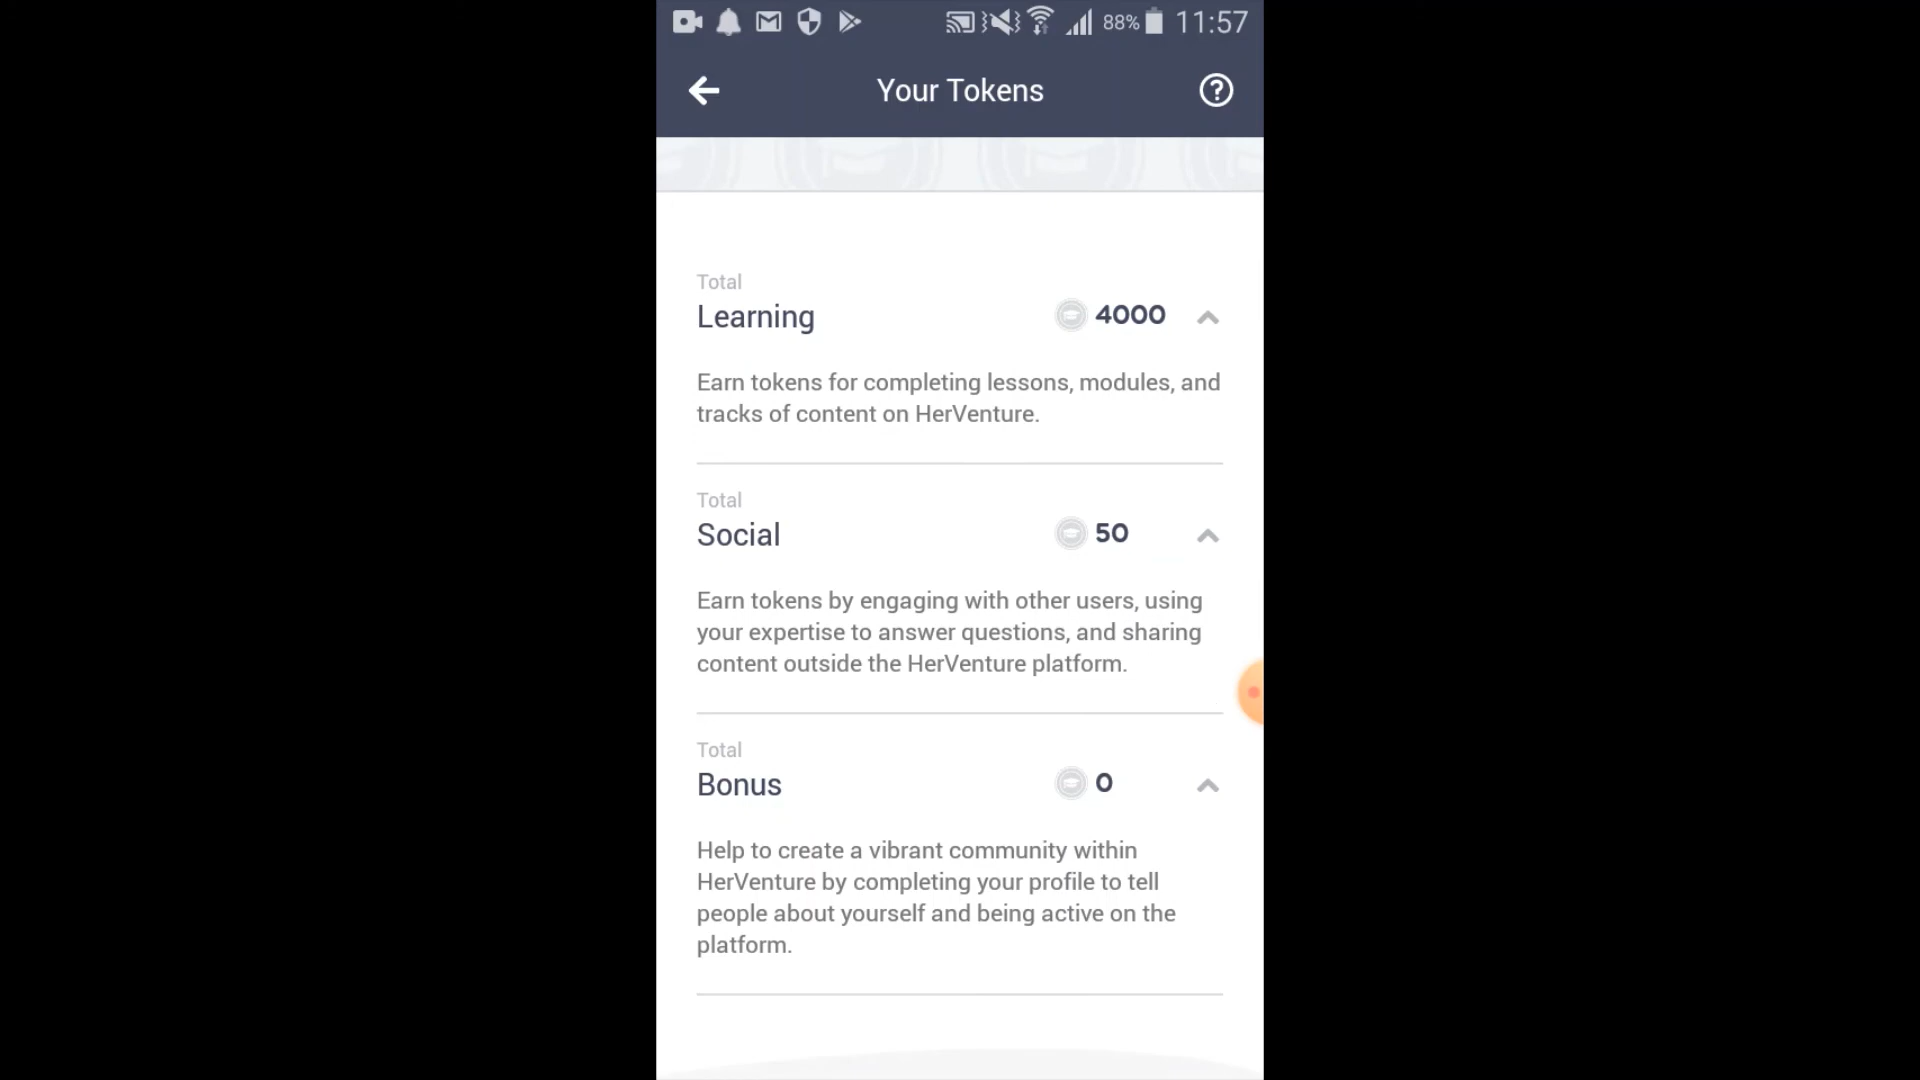 88% 11:57
Your Tokens
Total
Learning 4000
Earn tokens for completing lessons, modules, and
tracks of content on HerVenture.
Total
Social 50
Earn tokens by engaging with other users, using
your expertise to answer questions, and sharing
content outside the HerVenture platform.
Total
Bonus 0
Help to create a vibrant community within
HerVenture by completing your profile to tell
people about yourself and being active on the
platform.